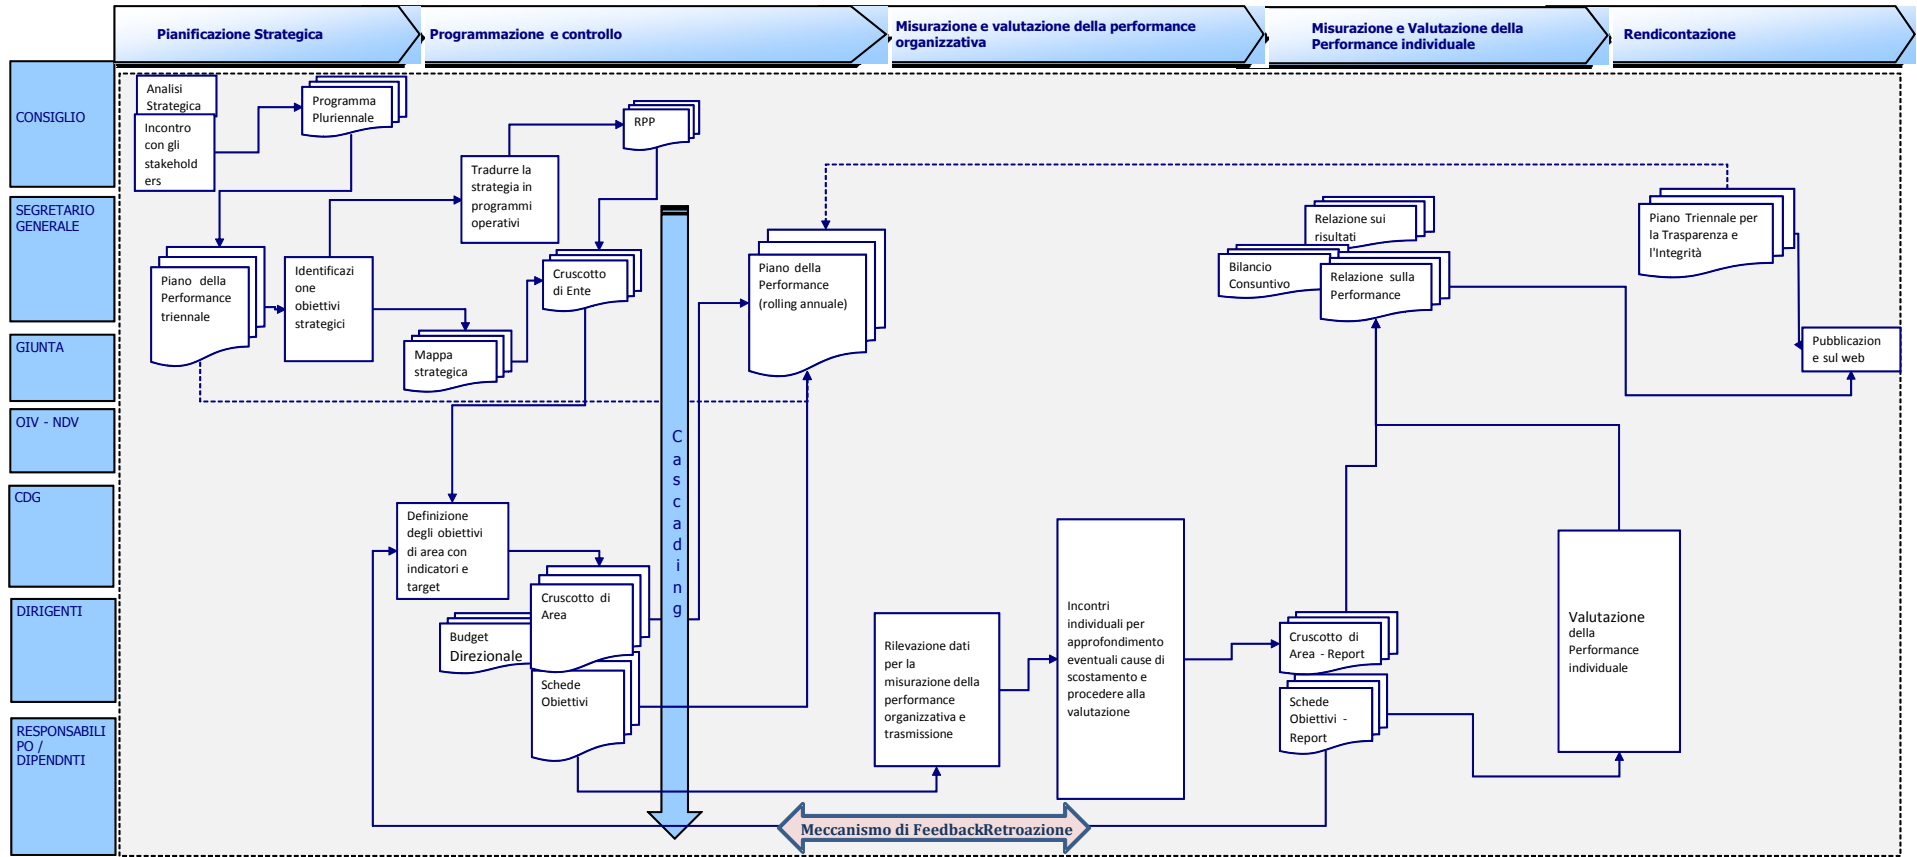 Pianificazione Strategica
Programmazione e controllo
Misurazione e valutazione della performance
organizzativa
Misurazione e Valutazione della
Performance individuale
Rendicontazione
CONSIGLIO
SEGRETARIO
GENERALE
GIUNTA
OIV - NDV
CDG
DIRIGENTI
RESPONSABILI
PO /
DIPENDNTI
Analisi
Strategica
Incontro
con gli
stakehold
ers
Programma
Pluriennale
Tradurre la
strategia in
programmi
operativi
RPP
Piano della
Performance
triennale
Identificazi
one
obiettivi
strategici
Mappa
strategica
Cruscotto
di Ente
Piano della
Performance
(rolling annuale)
Relazione sui
risultati
Bilancio
Consuntivo
Relazione sulla
Performance
Piano Triennale per
la Trasparenza e
l'Integrità
Pubblicazion
e sul web
C
a
s
c
a
d
i
n
g
Definizione
degli obiettivi
di area con
indicatori e
target
Cruscotto di
Area
Budget
Direzionale
Schede
Obiettivi
Rilevazione dati
per la
misurazione della
performance
organizzativa e
trasmissione
Incontri
individuali per
approfondimento
eventuali cause di
scostamento e
procedere alla
valutazione
Cruscotto di
Area - Report
Schede
Obiettivi -
Report
Valutazione
della
Performance
individuale
Meccanismo di FeedbackRetroazione